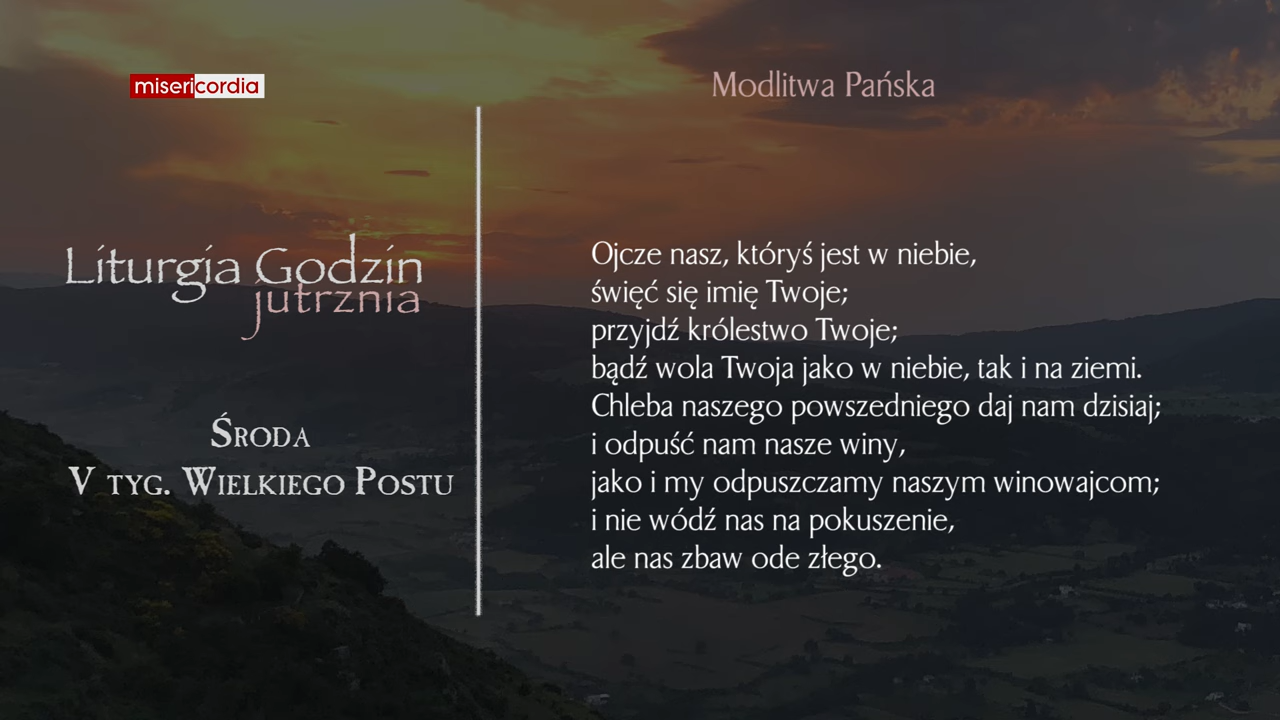 misericordia
Liturgia Godzin
jutrznia
Środa
V tyg. Wielkiego Postu
Modlitwa Pańska
Ojcze nasz, któryś jest w niebie,
święć się imię Twoje;
przyjdź królestwo Twoje;
bądź wola Twoja jako w niebie, tak i na ziemi.
Chleba naszego powszedniego daj nam dzisiaj;
i odpuść nam nasze winy,
jako i my odpuszczamy naszym winowajcom;
i nie wódź nas na pokuszenie,
ale nas zbaw ode złego.